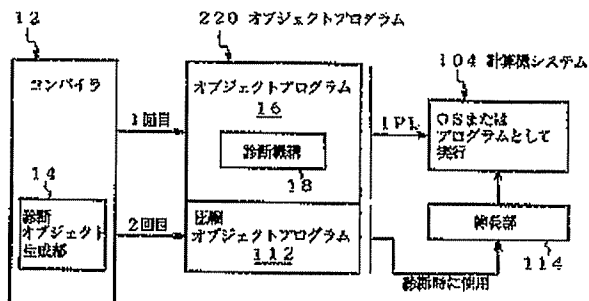 12
コンパイラ
14
診断
オブジェクト
生成部
1回目
2回目
220 オブジェクトプログラム
オブジェクトプログラム
16
診断機構
18
圧縮
オブジェクトプログラム
112
IPL
104 計算機システム
OSまたは
プログラムとして
実行
伸長部
114
診断時に使用